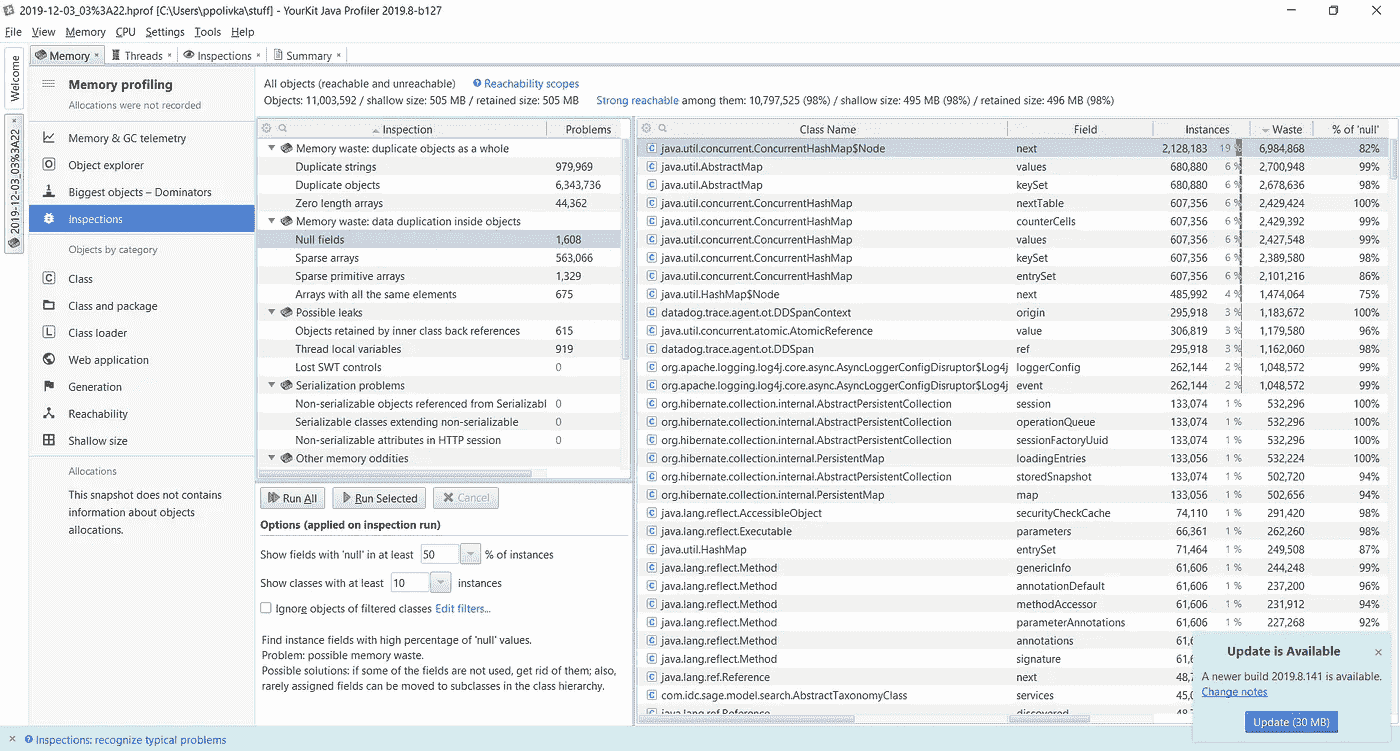 2019-12-03_03%3A22.hprof [C:\Users\ppolivka\stuff] - YourKit Java Profiler 2019.8-b127
File View Memory CPU Settings Tools Help
Welcome
2019-12-03_03%3A22
Memory × Threads × Inspections × Summary ×
Memory profiling
Allocations were not recorded
Memory & GC telemetry
Object explorer
Biggest objects – Dominators
Inspections
Objects by category
Class
Class and package
Class loader
Web application
Generation
Reachability
Shallow size
Allocations
This snapshot does not contain
information about objects
allocations.
All objects (reachable and unreachable) Reachability scopes
Objects: 11,003,592 / shallow size: 505 MB / retained size: 505 MB Strong reachable among them: 10,797,525 (98%) / shallow size: 495 MB (98%) / retained size: 496 MB (98%)
Inspection Problems
Memory waste: duplicate objects as a whole
Duplicate strings 979,969
Duplicate objects 6,343,736
Zero length arrays 44,362
Memory waste: data duplication inside objects
Null fields 1,608
Sparse arrays 563,066
Sparse primitive arrays 1,329
Arrays with all the same elements 675
Possible leaks
Objects retained by inner class back references 615
Thread local variables 919
Lost SWT controls 0
Serialization problems
Non-serializable objects referenced from Serializabl 0
Serializable classes extending non-serializable 0
Non-serializable attributes in HTTP session 0
Other memory oddities
Run All Run Selected Cancel
Options (applied on inspection run)
Show fields with 'null' in at least 50 % of instances
Show classes with at least 10 instances
Ignore objects of filtered classes Edit filters...
Find instance fields with high percentage of 'null' values.
Problem: possible memory waste.
Possible solutions: if some of the fields are not used, get rid of them; also,
rarely assigned fields can be moved to subclasses in the class hierarchy.
Class Name Field Instances Waste % of 'null'
java.util.concurrent.ConcurrentHashMap$Node next 2,128,183 19 % 6,984,868 82%
java.util.AbstractMap values 680,880 6 % 2,700,948 99%
java.util.AbstractMap keySet 680,880 6 % 2,678,636 98%
java.util.concurrent.ConcurrentHashMap nextTable 607,356 6 % 2,429,424 100%
java.util.concurrent.ConcurrentHashMap counterCells 607,356 6 % 2,429,392 99%
java.util.concurrent.ConcurrentHashMap values 607,356 6 % 2,427,548 99%
java.util.concurrent.ConcurrentHashMap keySet 607,356 6 % 2,389,580 98%
java.util.concurrent.ConcurrentHashMap entrySet 607,356 6 % 2,101,216 86%
java.util.HashMap$Node next 485,992 4 % 1,474,064 75%
datadog.trace.agent.ot.DDSpanContext origin 295,918 3 % 1,183,672 100%
java.util.concurrent.atomic.AtomicReference value 306,819 3 % 1,179,580 96%
datadog.trace.agent.ot.DDSpan ref 295,918 3 % 1,162,060 98%
org.apache.logging.log4j.core.async.AsyncLoggerConfigDisruptor$Log4j loggerConfig 262,144 2 % 1,048,572 99%
org.apache.logging.log4j.core.async.AsyncLoggerConfigDisruptor$Log4j event 262,144 2 % 1,048,572 99%
org.hibernate.collection.internal.AbstractPersistentCollection session 133,074 1 % 532,296 100%
org.hibernate.collection.internal.AbstractPersistentCollection operationQueue 133,074 1 % 532,296 100%
org.hibernate.collection.internal.AbstractPersistentCollection sessionFactoryUuid 133,074 1 % 532,296 100%
org.hibernate.collection.internal.PersistentMap loadingEntries 133,056 1 % 532,224 100%
org.hibernate.collection.internal.AbstractPersistentCollection storedSnapshot 133,074 1 % 502,720 94%
org.hibernate.collection.internal.PersistentMap map 133,056 1 % 502,656 94%
java.lang.reflect.AccessibleObject securityCheckCache 74,110 1 % 291,420 98%
java.lang.reflect.Executable parameters 66,361 1 % 262,260 98%
java.util.HashMap entrySet 71,464 1 % 249,508 87%
java.lang.reflect.Method genericInfo 61,606 1 % 244,248 99%
java.lang.reflect.Method annotationDefault 61,606 1 % 237,200 96%
java.lang.reflect.Method methodAccessor 61,606 1 % 231,912 94%
java.lang.reflect.Method parameterAnnotations 61,606 1 % 227,268 92%
java.lang.reflect.Method annotations 61,6
java.lang.reflect.Method signature 61,6
java.lang.ref.Reference next 48,7
com.idc.sage.model.search.AbstractTaxonomyClass services 45,0
java.lang.ref.Reference discovered 48,7
Update is Available ×
A newer build 2019.8.141 is available.
Change notes
Update (30 MB)
× Inspections: recognize typical problems